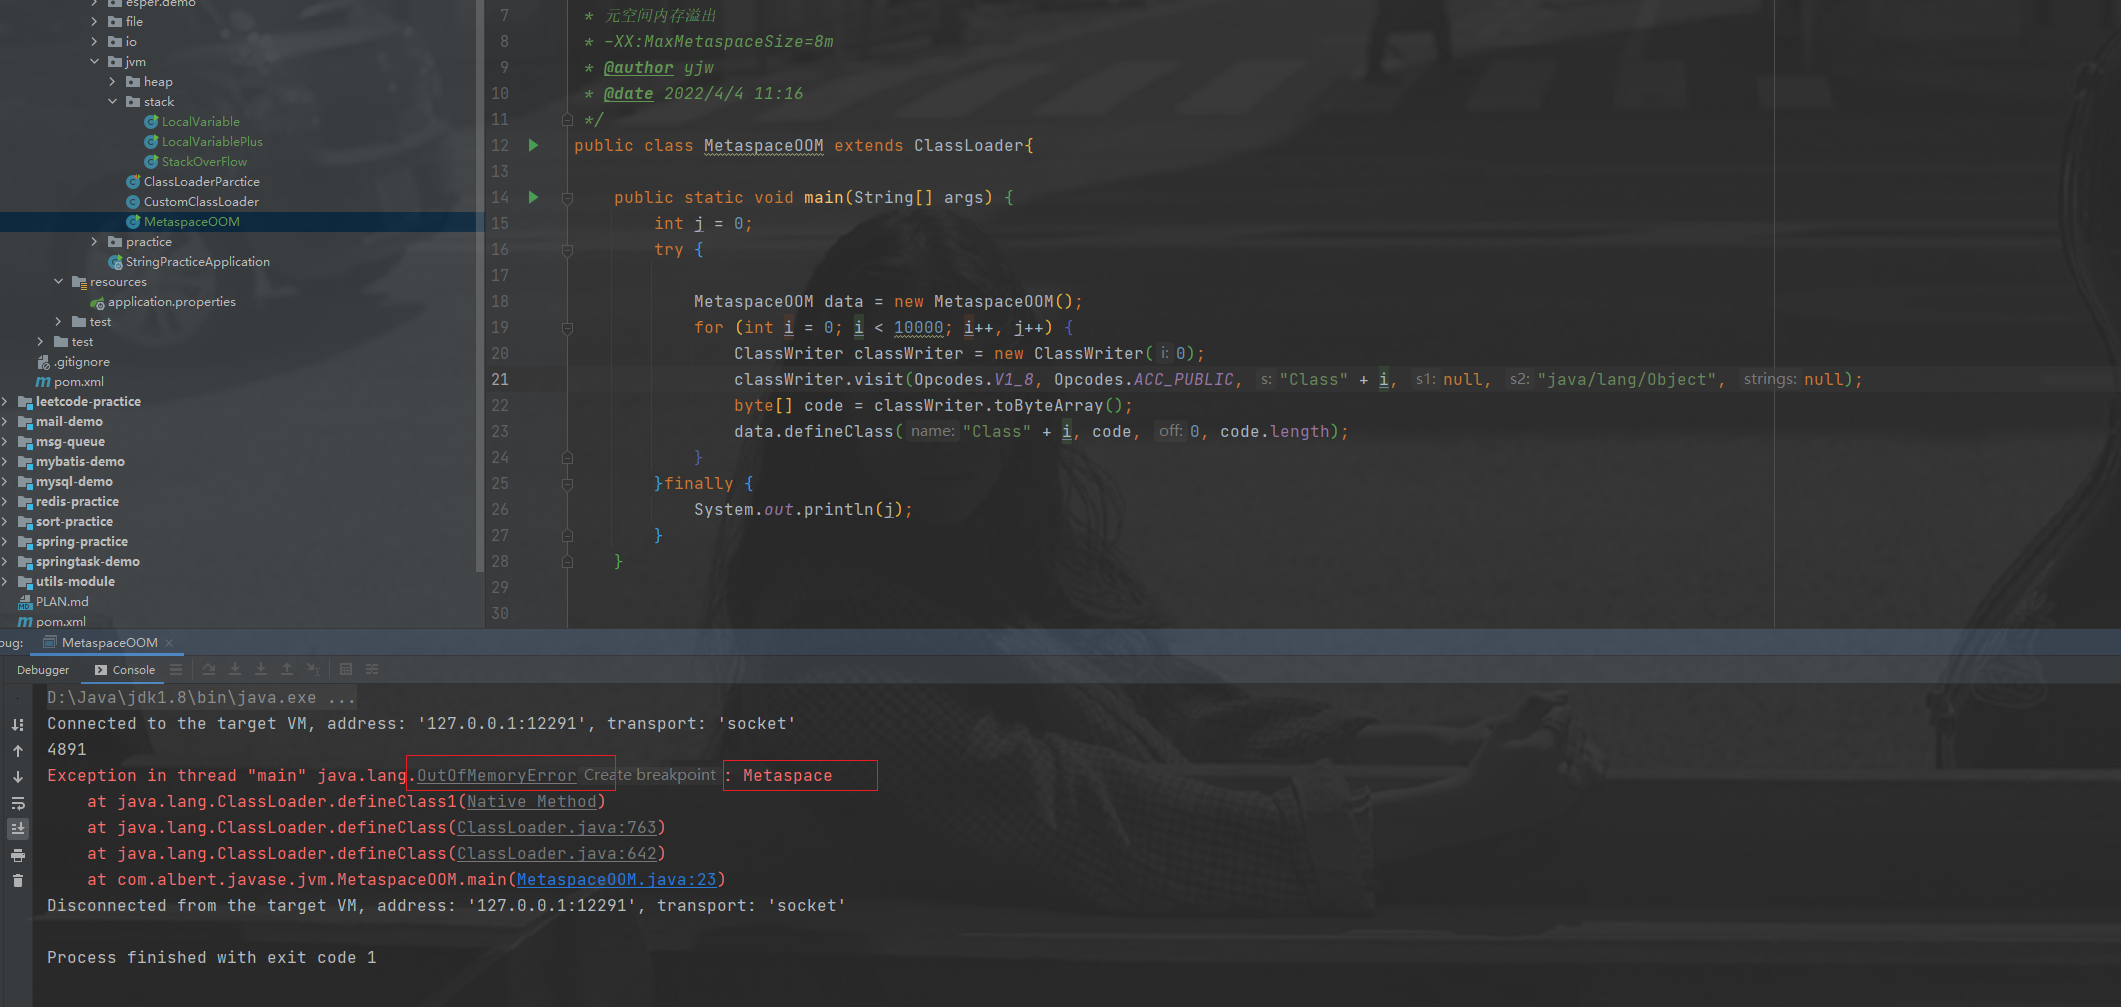 esper.demo
file
io
jvm
heap
stack
LocalVariable
LocalVariablePlus
StackOverFlow
ClassLoaderParctice
CustomClassLoader
MetaspaceOOM
practice
StringPracticeApplication
resources
application.properties
test
test
.gitignore
pom.xml
leetcode-practice
mail-demo
msg-queue
mybatis-demo
mysql-demo
redis-practice
sort-practice
spring-practice
springtask-demo
utils-module
PLAN.md
pom.xml
7 * 元空间内存溢出
8 * -XX:MaxMetaspaceSize=8m
9 * @author yjw
10 * @date 2022/4/4 11:16
11 */
12 public class MetaspaceOOM extends ClassLoader{
13
14 public static void main(String[] args) {
15 int j = 0;
16 try {
17
18 MetaspaceOOM data = new MetaspaceOOM();
19 for (int i = 0; i < 10000; i++, j++) {
20 ClassWriter classWriter = new ClassWriter( i: 0);
21 classWriter.visit(Opcodes.V1_8, Opcodes.ACC_PUBLIC, s: "Class" + i, s1: null, s2: "java/lang/Object", strings: null);
22 byte[] code = classWriter.toByteArray();
23 data.defineClass( name: "Class" + i, code, off: 0, code.length);
24 }
25 }finally {
26 System.out.println(j);
27 }
28 }
29
30
bug: MetaspaceOOM
Debugger Console
D:\Java\jdk1.8\bin\java.exe ...
Connected to the target VM, address: '127.0.0.1:12291', transport: 'socket'
4891
Exception in thread "main" java.lang.OutOfMemoryError Create breakpoint : Metaspace
at java.lang.ClassLoader.defineClass1(Native Method)
at java.lang.ClassLoader.defineClass(ClassLoader.java:763)
at java.lang.ClassLoader.defineClass(ClassLoader.java:642)
at com.albert.javase.jvm.MetaspaceOOM.main(MetaspaceOOM.java:23)
Disconnected from the target VM, address: '127.0.0.1:12291', transport: 'socket'
Process finished with exit code 1